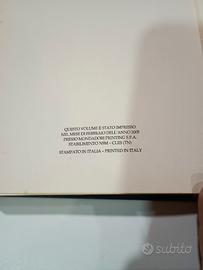 QUESTO VOLUME È STATO IMPRESSO
NEL MESE DI FEBBRAIO DELL'ANNO 2005
PRESSO MONDADORI PRINTING S.P.A.
STABILIMENTO NSM – CLES (TN)
STAMPATO IN ITALIA – PRINTED IN ITALY
subito